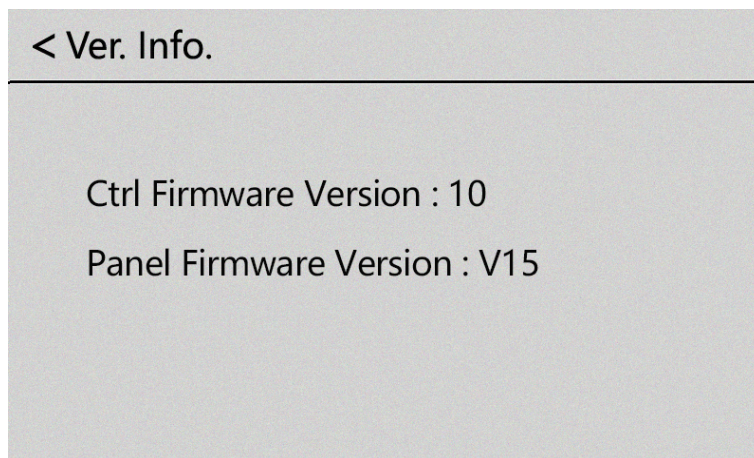 < Ver. Info.
Ctrl Firmware Version : 10
Panel Firmware Version : V15